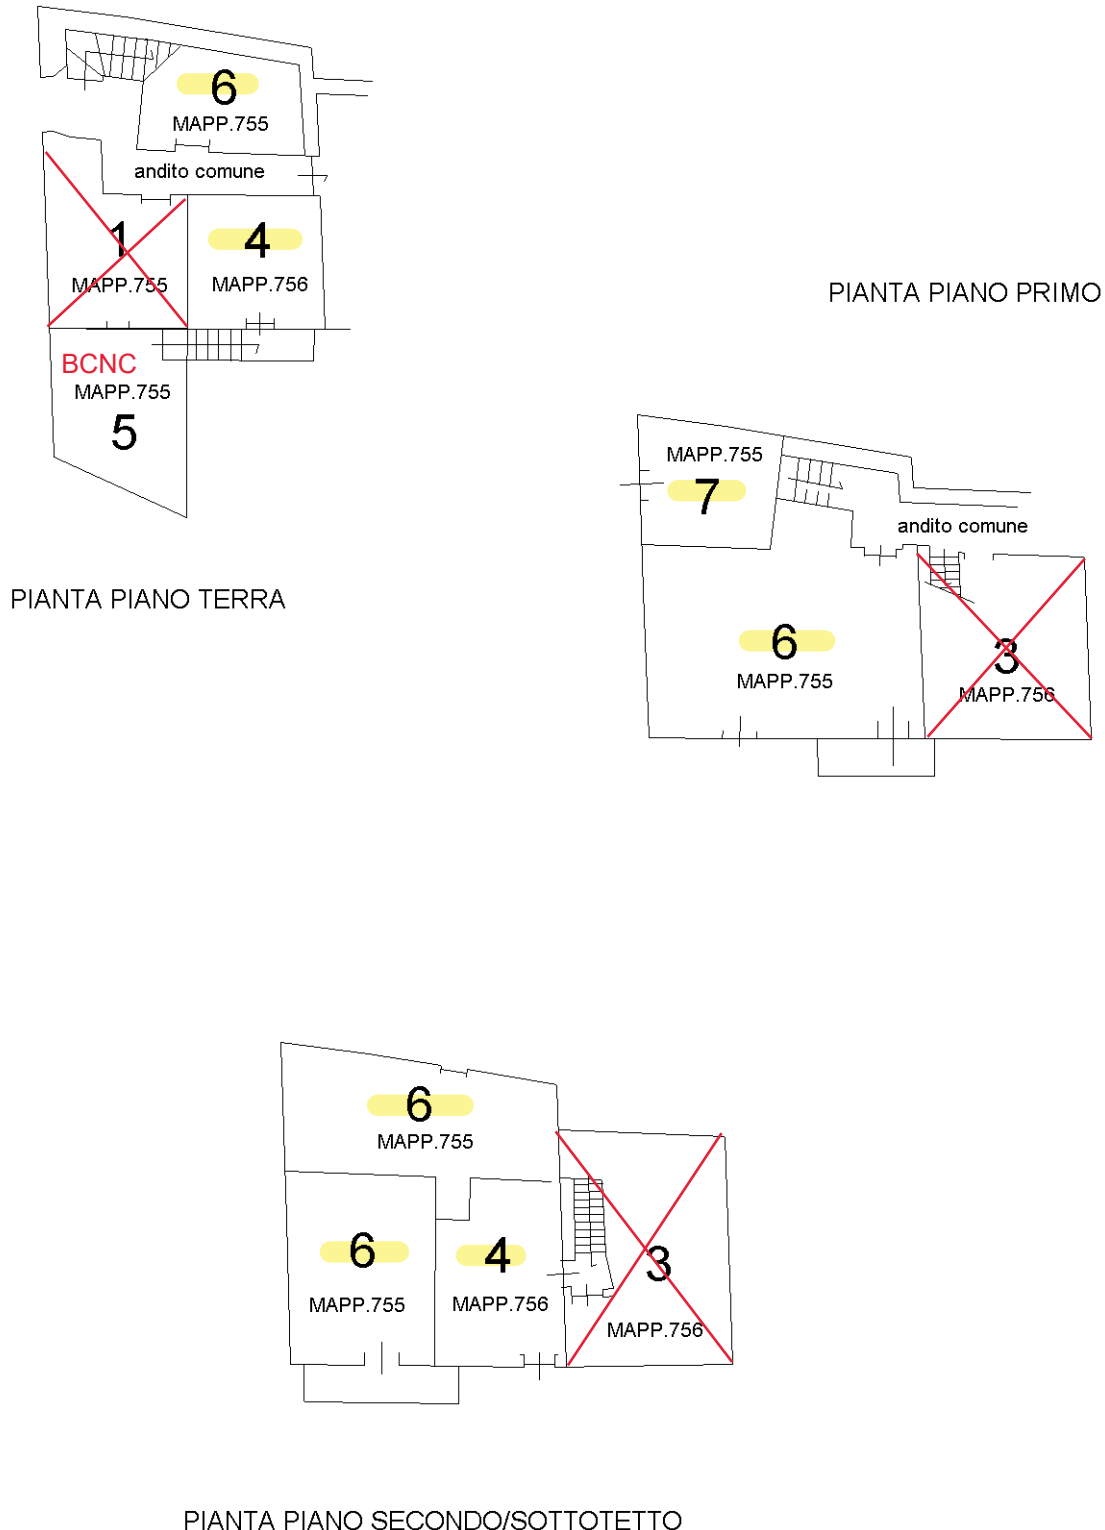 6
MAPP.755
andito comune
1
MAPP.755
4
MAPP.756
BCNC
MAPP.755
5
PIANTA PIANO TERRA
PIANTA PIANO PRIMO
MAPP.755
7
andito comune
6
MAPP.755
3
MAPP.756
6
MAPP.755
6
MAPP.755
4
MAPP.756
3
MAPP.756
PIANTA PIANO SECONDO/SOTTOTETTO